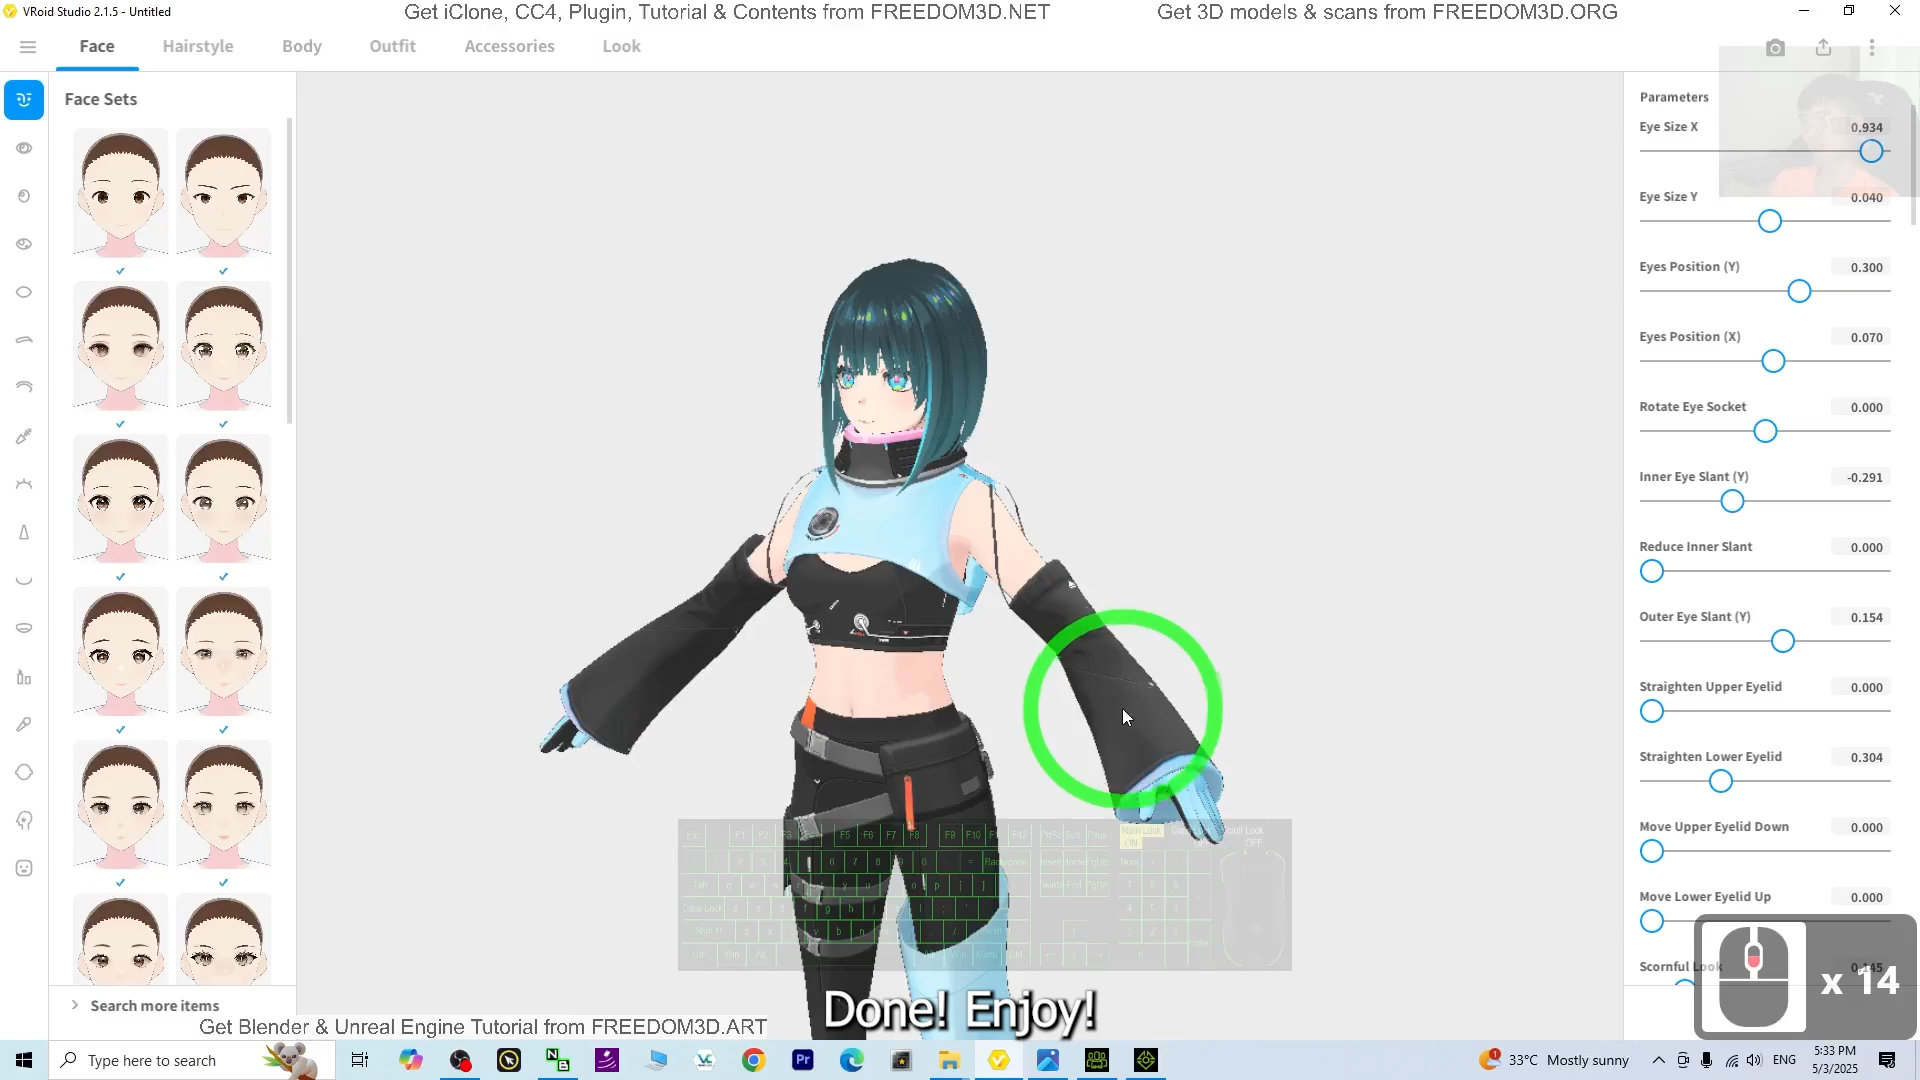 VRoid Studio 2.1.5 - Untitled
Get iClone, CC4, Plugin, Tutorial & Contents from FREEDOM3D.NET
Get 3D models & scans from FREEDOM3D.ORG
Face
Hairstyle
Body
Outfit
Accessories
Look
Face Sets
Parameters
Eye Size X
0.934
Eye Size Y
0.040
Eyes Position (Y)
0.300
Eyes Position (X)
0.070
Rotate Eye Socket
0.000
Inner Eye Slant (Y)
-0.291
Reduce Inner Slant
0.000
Outer Eye Slant (Y)
0.154
Straighten Upper Eyelid
0.000
Straighten Lower Eyelid
0.304
Move Upper Eyelid Down
0.000
Move Lower Eyelid Up
0.000
Scornful Look
0.145
x 14
Search more items
Done! Enjoy!
Get Blender & Unreal Engine Tutorial from FREEDOM3D.ART
Type here to search
33°C Mostly sunny
ENG
5:33 PM
5/3/2025